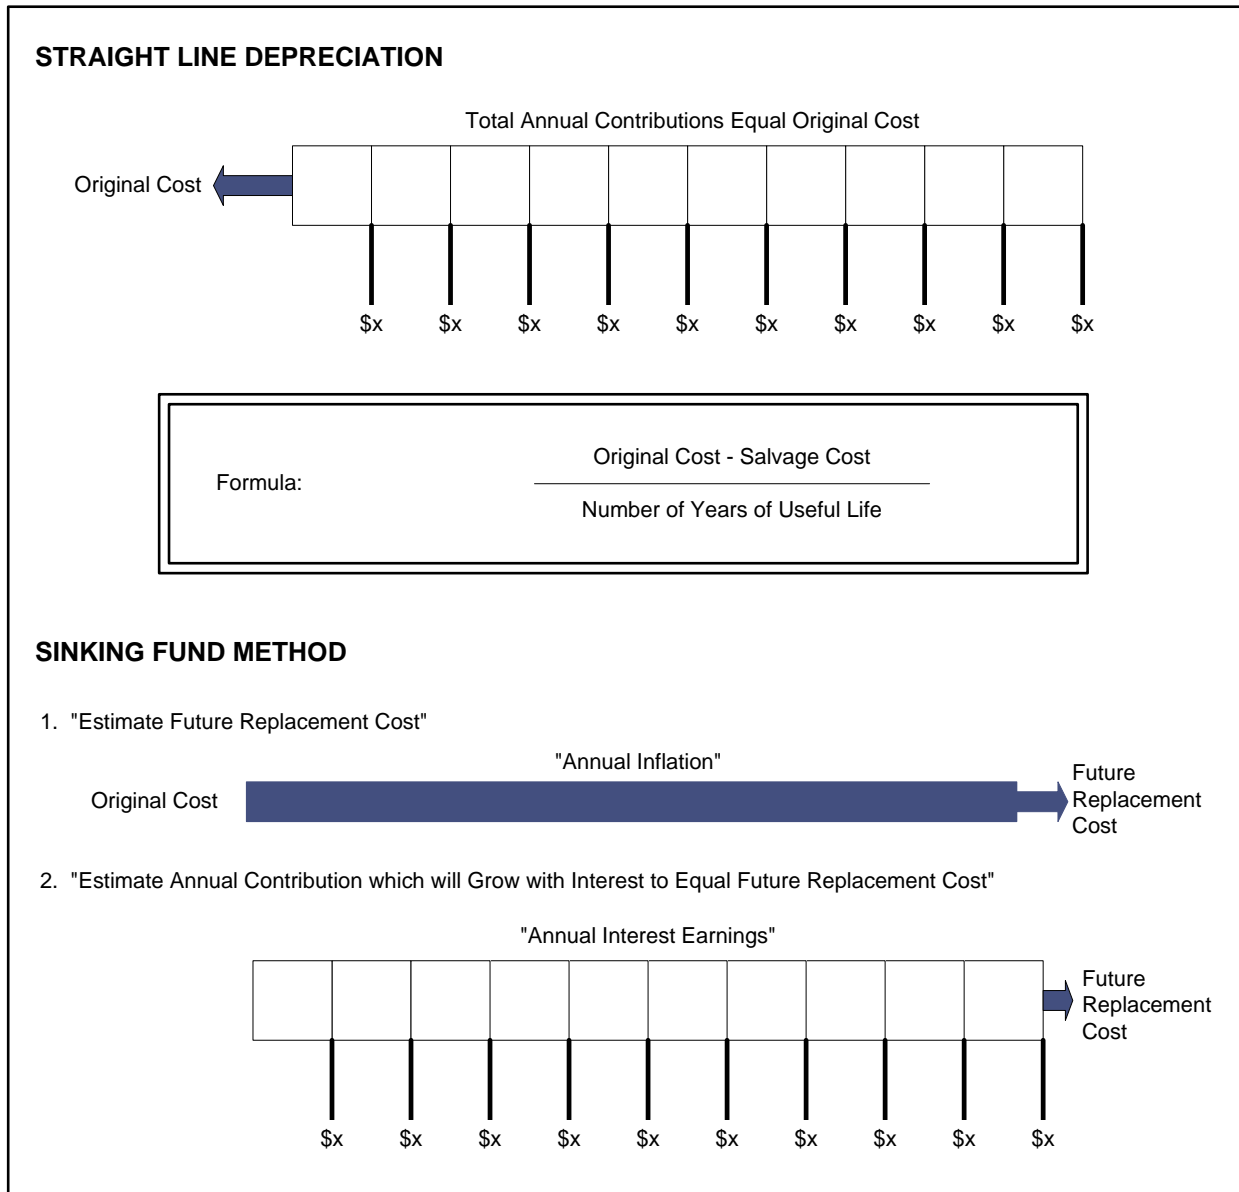 STRAIGHT LINE DEPRECIATION
Total Annual Contributions Equal Original Cost
Original Cost
$x $x $x $x $x $x $x $x $x $x
Formula:
Original Cost - Salvage Cost
Number of Years of Useful Life
SINKING FUND METHOD
1. "Estimate Future Replacement Cost"
"Annual Inflation"
Original Cost
Future
Replacement
Cost
2. "Estimate Annual Contribution which will Grow with Interest to Equal Future Replacement Cost"
"Annual Interest Earnings"
Future
Replacement
Cost
$x $x $x $x $x $x $x $x $x $x